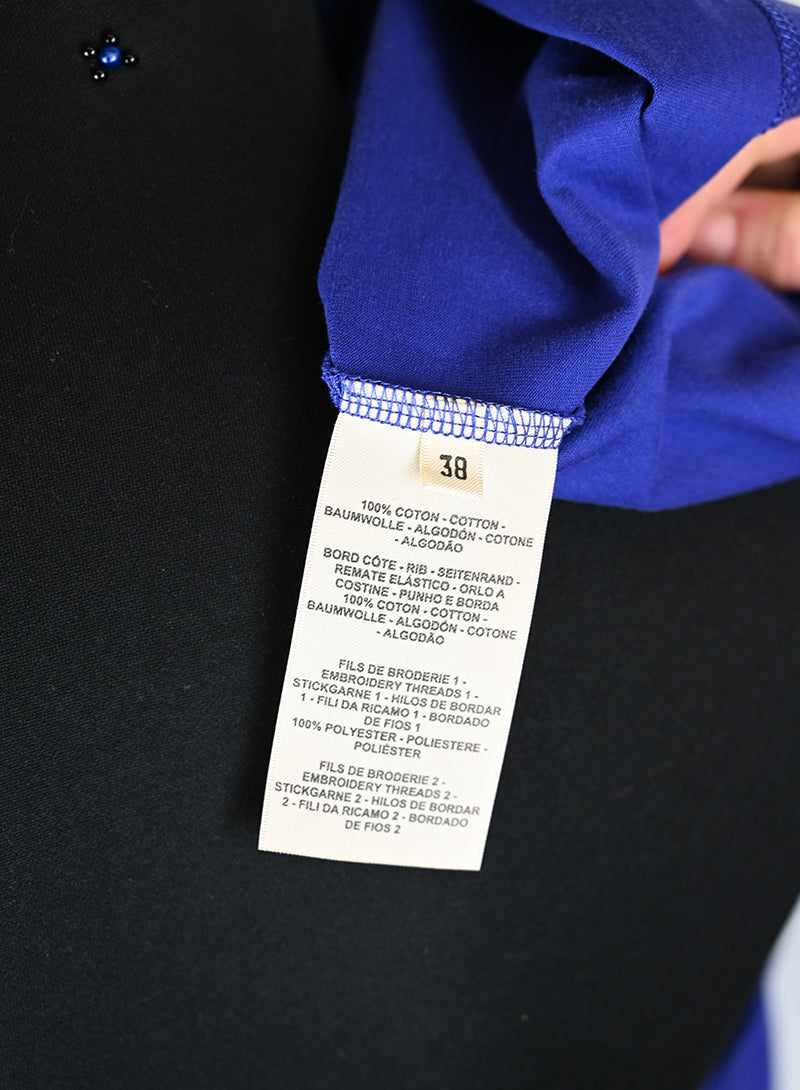 38
100% COTON - COTTON -
BAUMWOLLE - ALGODÓN - COTONE
- ALGODÃO
BORD CÔTE - RIB - SEITENRAND -
REMATE ELÁSTICO - ORLO A
COSTINE - PUNHO E BORDA
100% COTON - COTTON -
BAUMWOLLE - ALGODÓN - COTONE
- ALGODÃO
FILS DE BRODERIE 1 -
EMBROIDERY THREADS 1 -
STICKGARNE 1 - HILOS DE BORDAR
1 - FILI DA RICAMO 1 - BORDADO
DE FIOS 1
100% POLYESTER - POLIESTERE -
POLIÉSTER
FILS DE BRODERIE 2 -
EMBROIDERY THREADS 2 -
STICKGARNE 2 - HILOS DE BORDAR
2 - FILI DA RICAMO 2 - BORDADO
DE FIOS 2